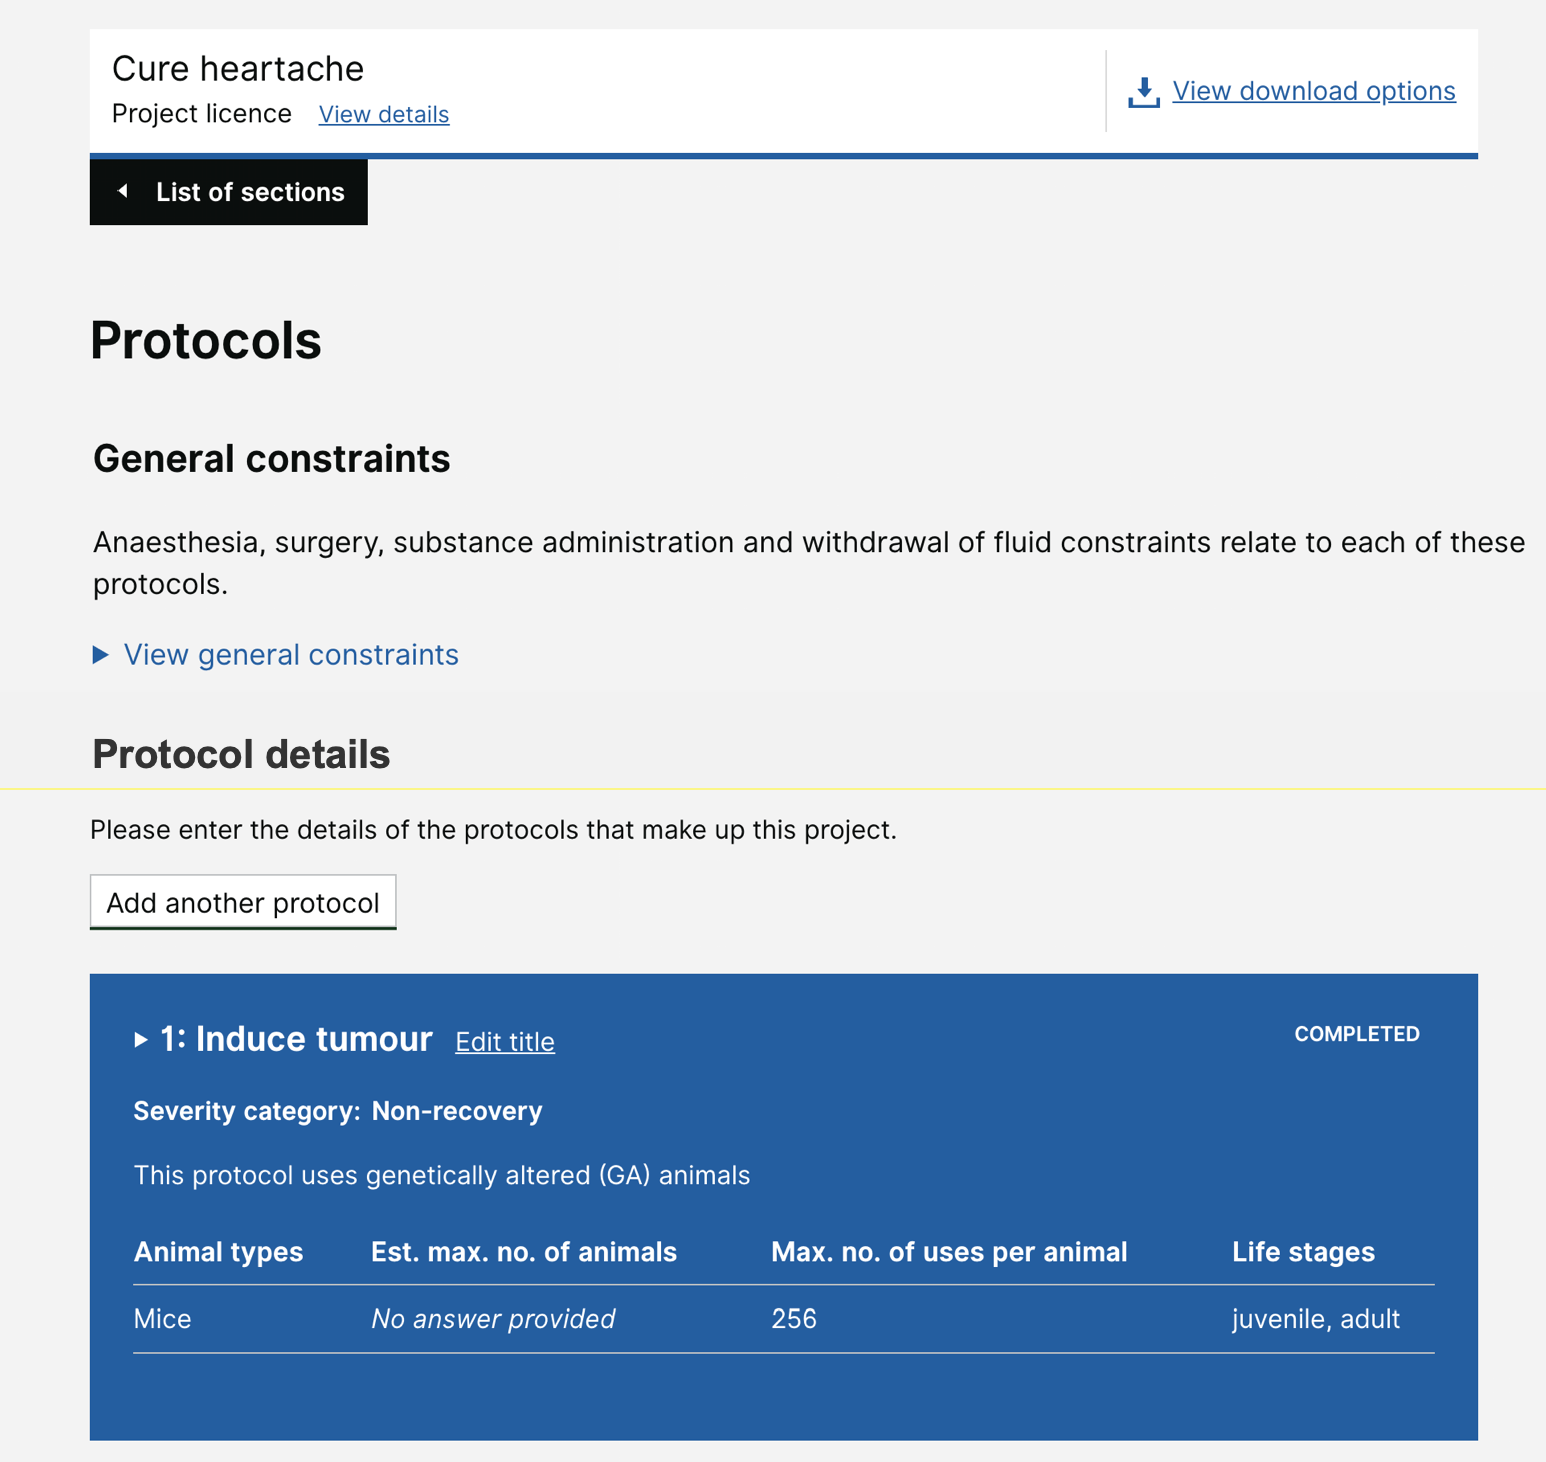 Cure heartache
Project licence View details
View download options
List of sections
Protocols
General constraints
Anaesthesia, surgery, substance administration and withdrawal of fluid constraints relate to each of these
protocols.
View general constraints
Protocol details
Please enter the details of the protocols that make up this project.
Add another protocol
1: Induce tumour Edit title COMPLETED
Severity category: Non-recovery
This protocol uses genetically altered (GA) animals
Animal types Est. max. no. of animals Max. no. of uses per animal Life stages
Mice No answer provided 256 juvenile, adult